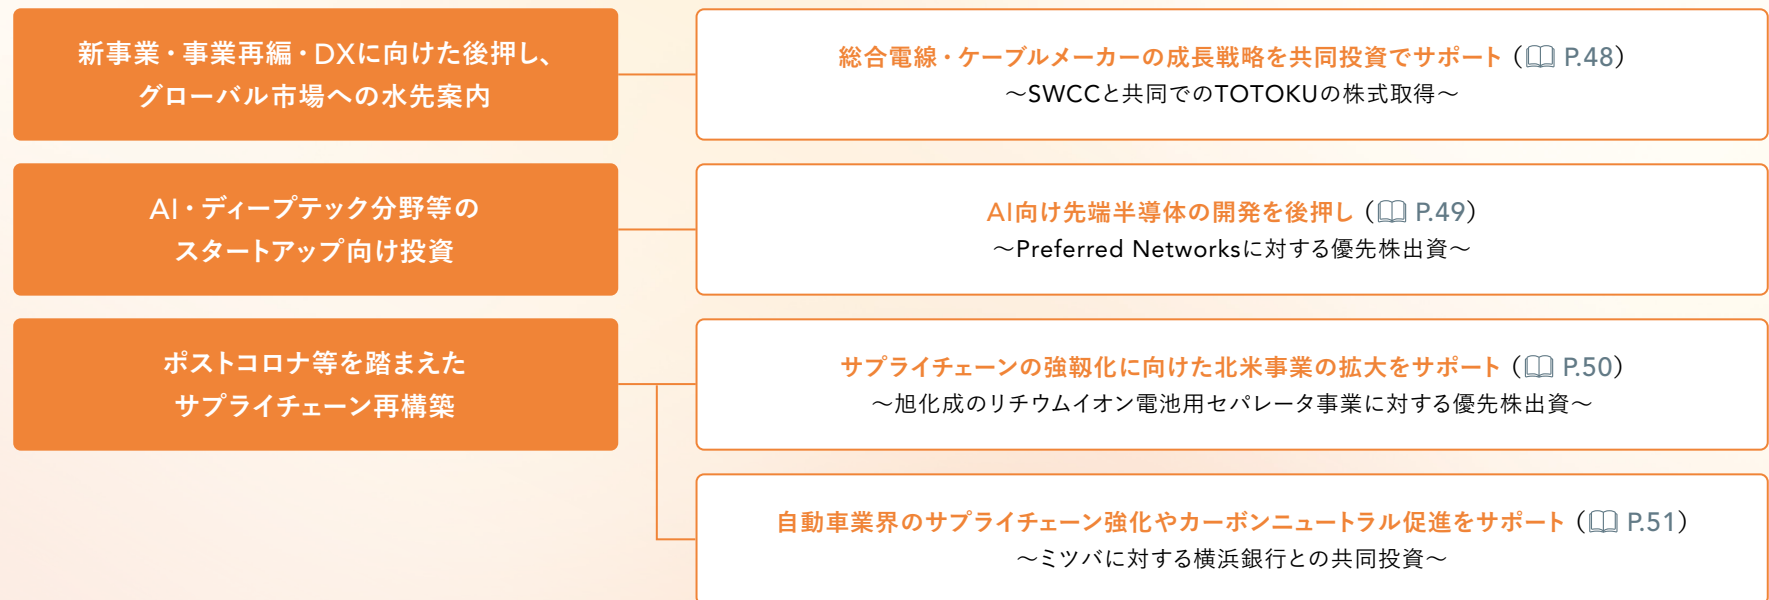 新事業・事業再編・DXに向けた後押し、
グローバル市場への水先案内
総合電線・ケーブルメーカーの成長戦略を共同投資でサポート（ P.48）
～SWCCと共同でのTOTOKUの株式取得～
AI・ディープテック分野等の
スタートアップ向け投資
AI向け先端半導体の開発を後押し（ P.49）
～Preferred Networksに対する優先株出資～
ポストコロナ等を踏まえた
サプライチェーン再構築
サプライチェーンの強靱化に向けた北米事業の拡大をサポート（ P.50）
～旭化成のリチウムイオン電池用セパレータ事業に対する優先株出資～
自動車業界のサプライチェーン強化やカーボンニュートラル促進をサポート（ P.51）
～ミツバに対する横浜銀行との共同投資～